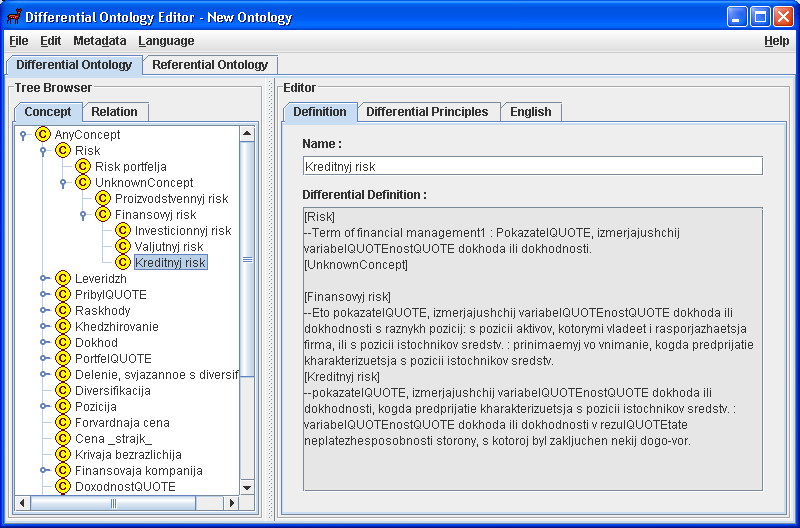 Differential Ontology Editor - New Ontology
File Edit Metadata Language Help
Differential Ontology Referential Ontology
Tree Browser
Concept Relation
AnyConcept
Risk
Risk portfelja
UnknownConcept
Proizvodstvennyj risk
Finansovyj risk
Investicionnyj risk
Valjutnyj risk
Kreditnyj risk
Leveridzh
PribylQUOTE
Raskhody
Khedzhirovanie
Dokhod
PortfelQUOTE
Delenie, svjazannoe s diversif
Diversifikacija
Pozicija
Forvardnaja cena
Cena _strajk_
Krivaja bezrazlichija
Finansovaja kompanija
DoxodnostQUOTE
Editor
Definition Differential Principles English
Name :
Kreditnyj risk
Differential Definition :
[Risk]
--Term of financial management1 : PokazatelQUOTE, izmerjajushchij
variabelQUOTEnostQUOTE dokhoda ili dokhodnosti.
[UnknownConcept]
[Finansovyj risk]
--Eto pokazatelQUOTE, izmerjajushchij variabelQUOTEnostQUOTE dokhoda ili
dokhodnosti s raznykh pozicij: s pozicii aktivov, kotorymi vladeet i rasporjazhaetsja
firma, ili s pozicii istochnikov sredstv. : prinimaemyj vo vnimanie, kogda predprijatie
kharakterizuetsja s pozicii istochnikov sredstv.
[Kreditnyj risk]
--pokazatelQUOTE, izmerjajushchij variabelQUOTEnostQUOTE dokhoda ili
dokhodnosti, kogda predprijatie kharakterizuetsja s pozicii istochnikov sredstv. :
variabelQUOTEnostQUOTE dokhoda ili dokhodnosti v rezulQUOTEtate
neplatezhesposobnosti storony, s kotoroj byl zakljuchen nekij dogo-vor.